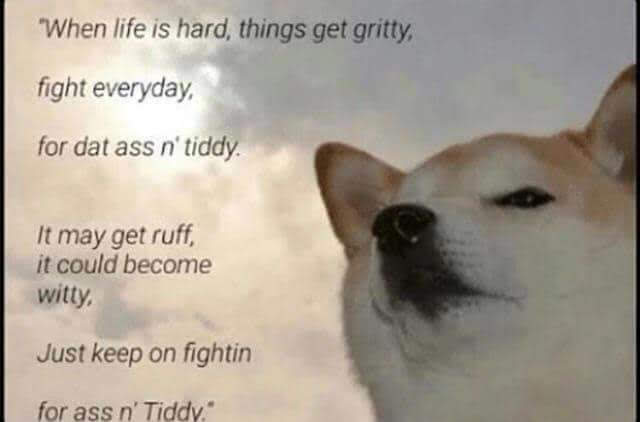 "When life is hard, things get gritty,
fight everyday,
for dat ass n' tiddy.
It may get ruff,
it could become
witty,
Just keep on fightin
for ass n' Tiddy."